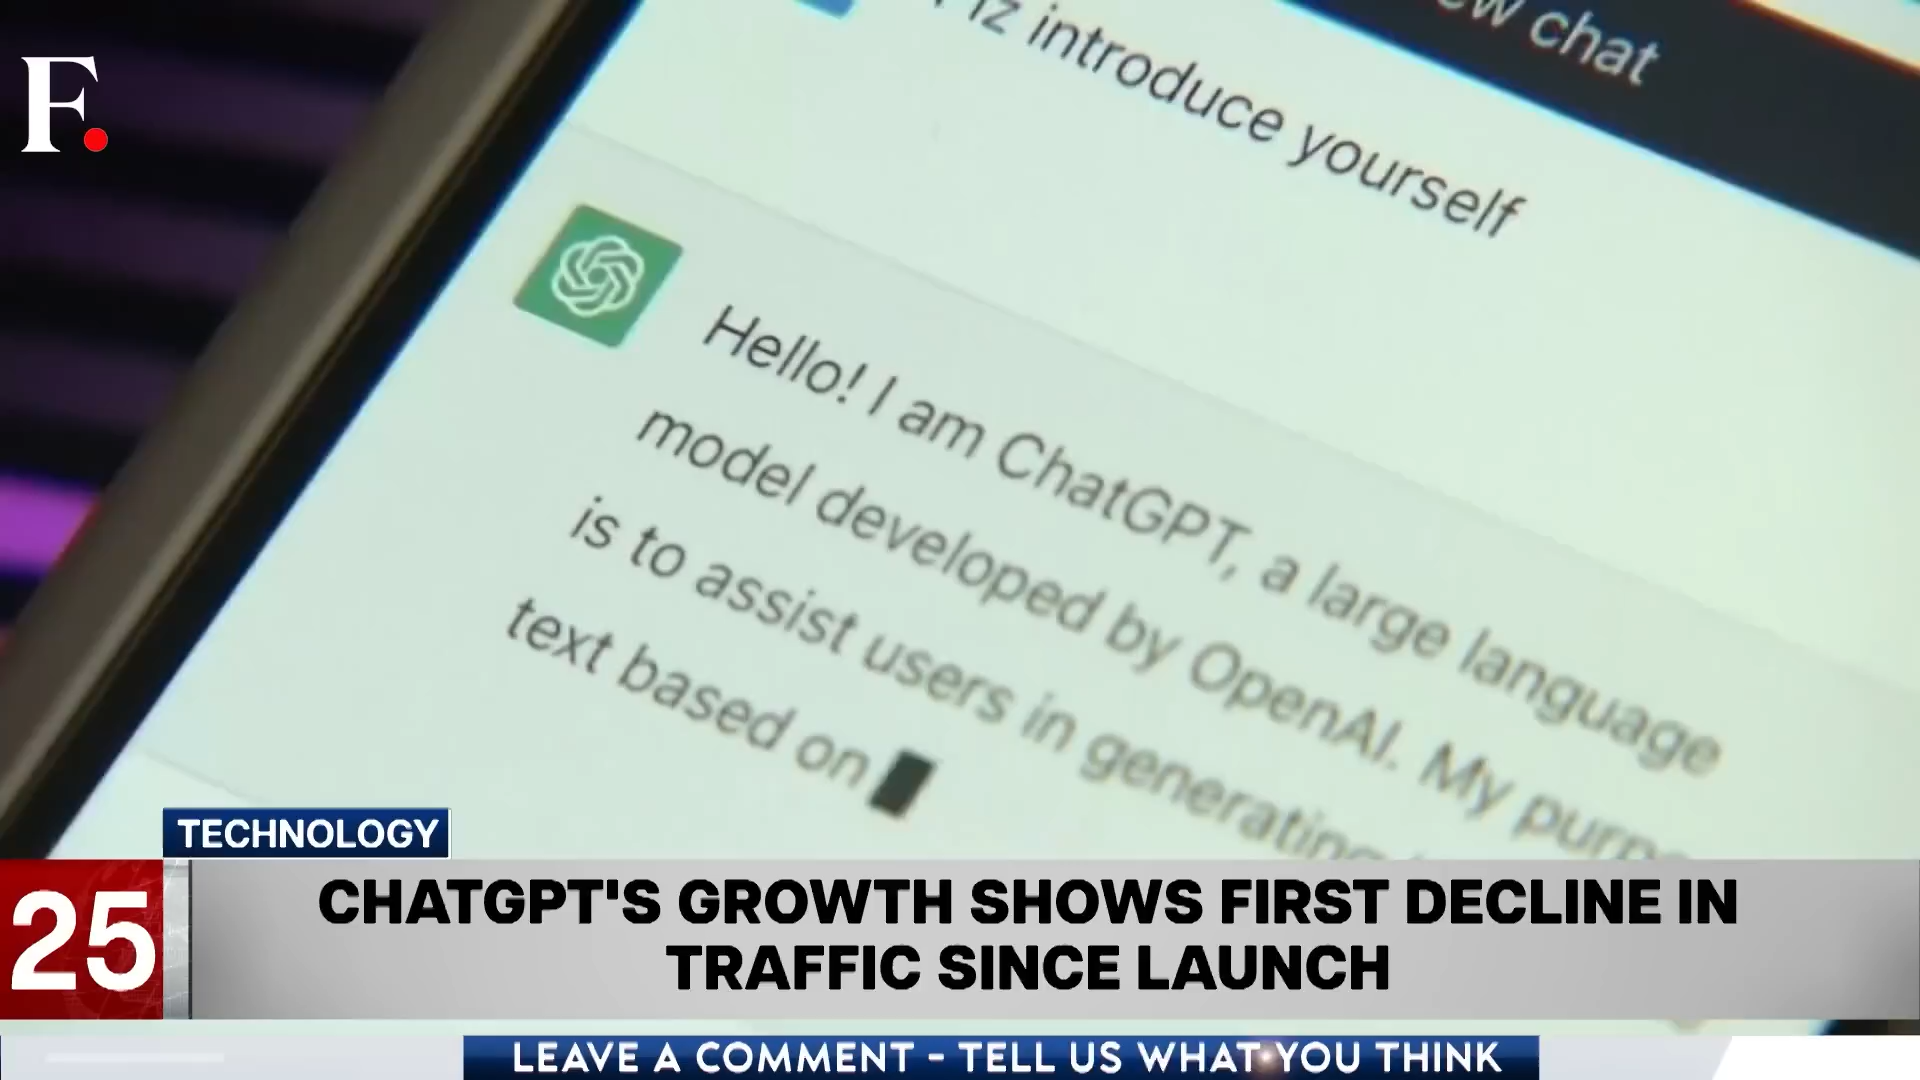 F.
ew chat
introduce yourself
Hello! I am ChatGPT, a large language
model developed by OpenAI. My
is to assist users in generating
text based on
TECHNOLOGY
25
CHATGPT'S GROWTH SHOWS FIRST DECLINE IN
TRAFFIC SINCE LAUNCH
LEAVE A COMMENT - TELL US WHAT YOU THINK